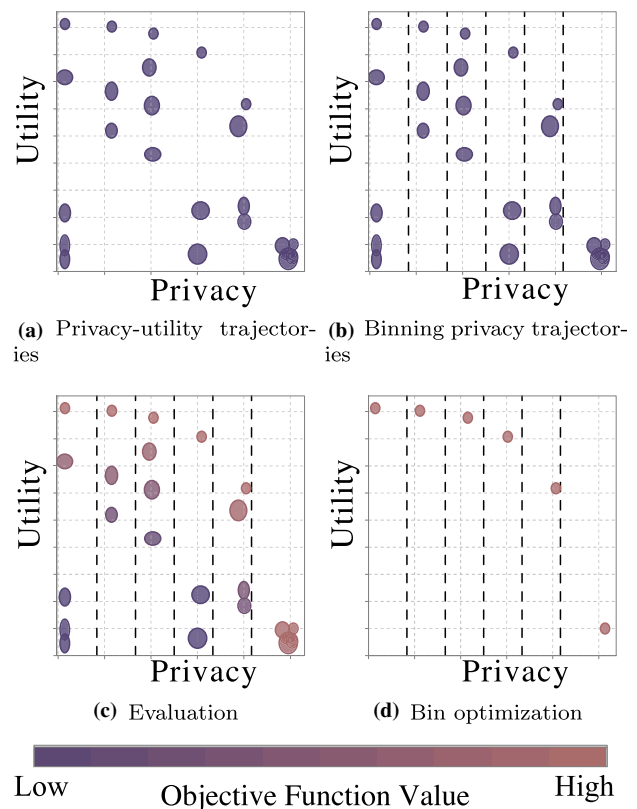 Utility
Privacy
(a) Privacy-utility trajector-
ies
Utility
Privacy
(b) Binning privacy trajector-
ies
Utility
Privacy
(c) Evaluation
Utility
Privacy
(d) Bin optimization
Low
Objective Function Value
High